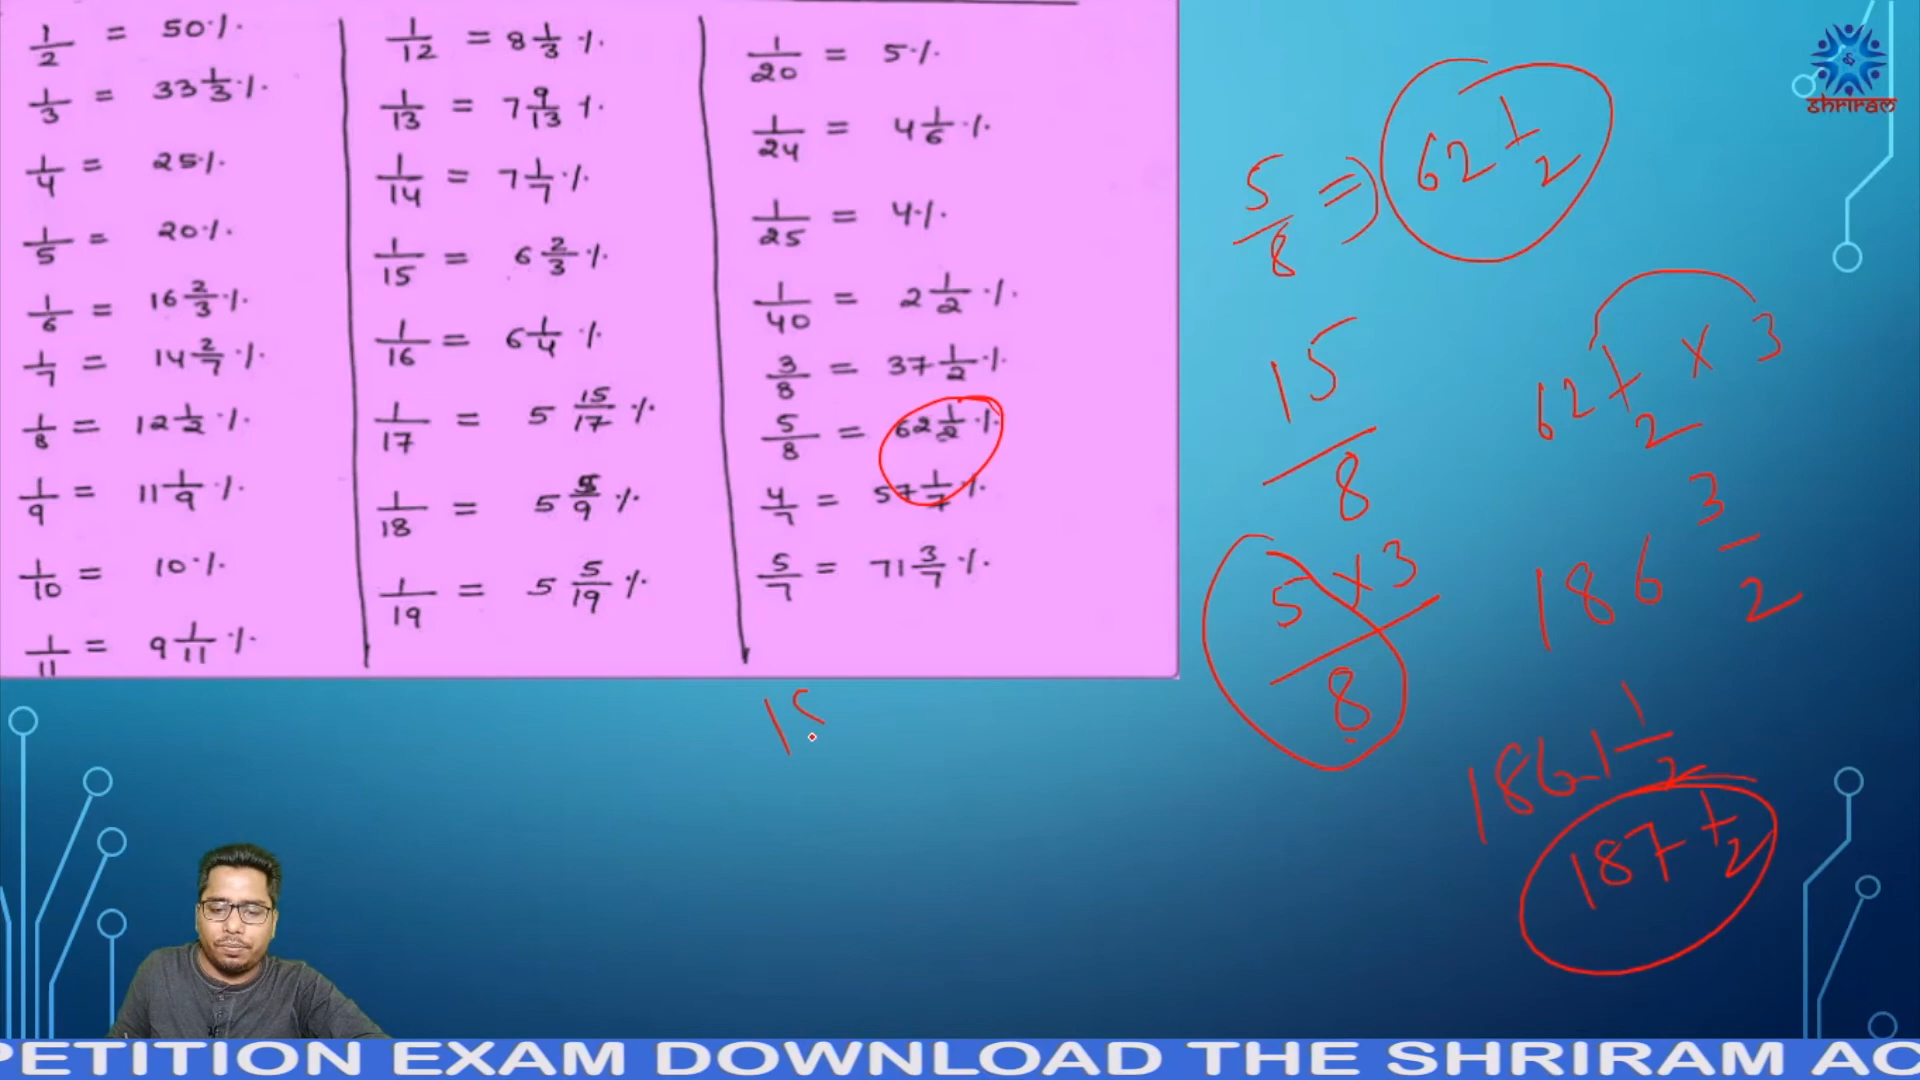 1/2 = 50%
1/3 = 33 1/3 %
1/4 = 25%
1/5 = 20%
1/6 = 16 2/3 %
1/7 = 14 2/7 %
1/8 = 12 1/2 %
1/9 = 11 1/9 %
1/10 = 10%
1/11 = 9 1/11 %
1/12 = 8 1/3 %
1/13 = 7 9/13 %
1/14 = 7 1/7 %
1/15 = 6 2/3 %
1/16 = 6 1/4 %
1/17 = 5 15/17 %
1/18 = 5 5/9 %
1/19 = 5 5/19 %
1/20 = 5%
1/24 = 4 1/6 %
1/25 = 4%
1/40 = 2 1/2 %
3/8 = 37 1/2 %
5/8 = 62 1/2 %
4/7 = 57 1/7 %
5/7 = 71 3/7 %
15
5/8 ⇒ 62 1/2
15/8
5×3/8
62 1/2 × 3
186 3/2
186+1 1/2
187 1/2
Shriram
PETITION EXAM DOWNLOAD THE SHRIRAM AC